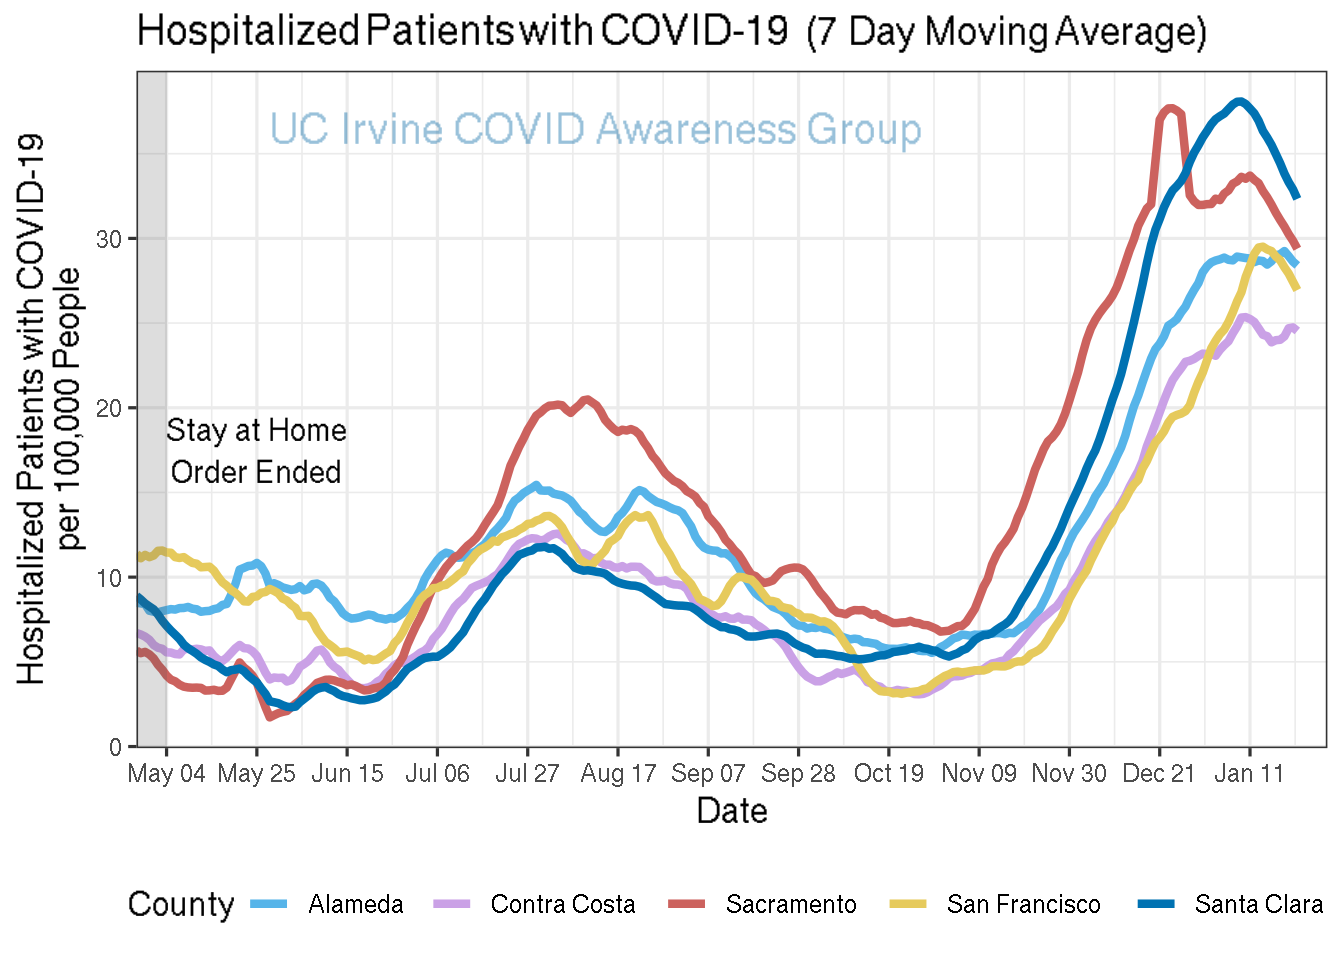 Hospitalized Patients with COVID-19 (7 Day Moving Average)
UC Irvine COVID Awareness Group
Hospitalized Patients with COVID-19
per 100,000 People
30
20
10
0
Stay at Home
Order Ended
May 04 May 25 Jun 15 Jul 06 Jul 27 Aug 17 Sep 07 Sep 28 Oct 19 Nov 09 Nov 30 Dec 21 Jan 11
Date
County Alameda Contra Costa Sacramento San Francisco Santa Clara